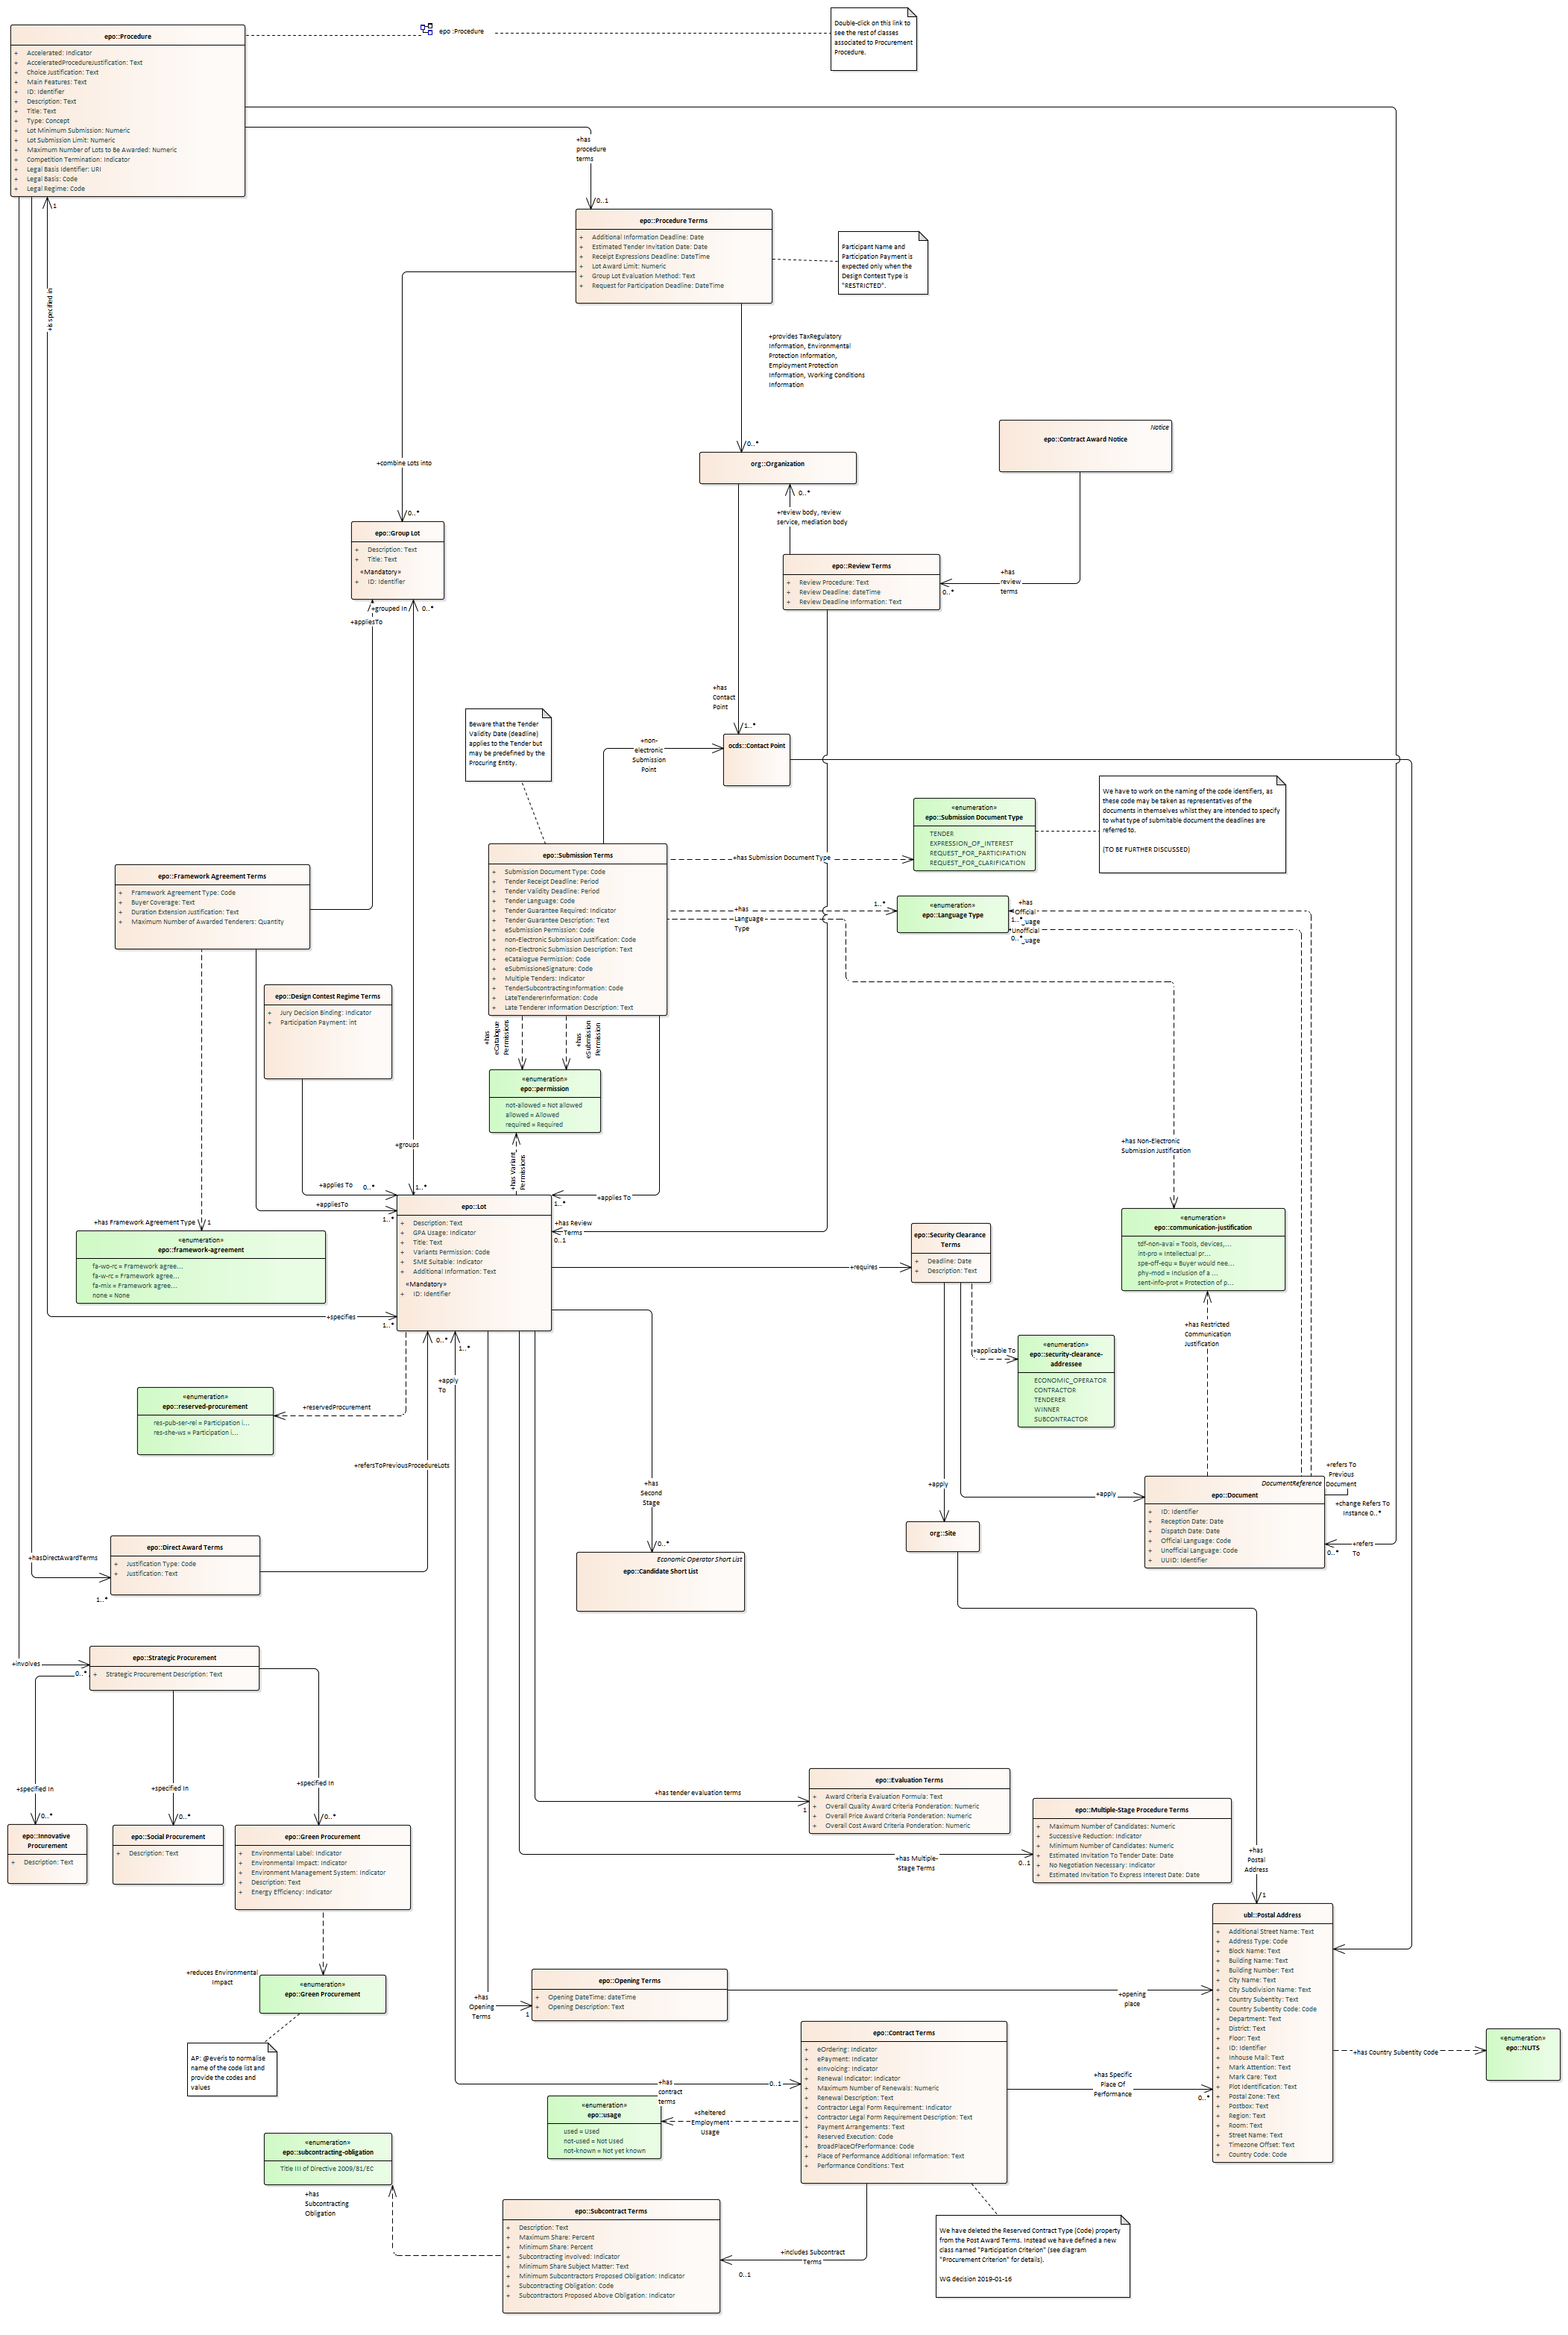 epo::Procedure
+ Accelerated: Indicator
+ AcceleratedProcedureJustification: Text
+ Choice Justification: Text
+ Main Features: Text
+ ID: Identifier
+ Description: Text
+ Title: Text
+ Type: Concept
+ Lot Minimum Submission: Numeric
+ Lot Submission Limit: Numeric
+ Maximum Number of Lots to Be Awarded: Numeric
+ Competition Termination: Indicator
+ Legal Basis Identifier: URI
+ Legal Basis: Code
+ Legal Regime: Code
epo :Procedure
Double-click on this link to
see the rest of classes
associated to Procurement
Procedure.
+has
procedure
terms
0..1
1
+is specified in
epo::Procedure Terms
+ Additional Information Deadline: Date
+ Estimated Tender Invitation Date: Date
+ Receipt Expressions Deadline: DateTime
+ Lot Award Limit: Numeric
+ Group Lot Evaluation Method: Text
+ Request for Participation Deadline: DateTime
Participant Name and
Participation Payment is
expected only when the
Design Contest Type is
"RESTRICTED".
+provides TaxRegulatory
Information, Environmental
Protection Information,
Employment Protection
Information, Working Conditions
Information
0..*
+combine Lots into
0..*
org::Organization
Notice
epo::Contract Award Notice
0..*
+review body, review
service, mediation body
epo::Group Lot
+ Description: Text
+ Title: Text
«Mandatory»
+ ID: Identifier
epo::Review Terms
+ Review Procedure: Text
+ Review Deadline: dateTime
+ Review Deadline Information: Text
+has
review
terms
0..*
+grouped In
0..*
+appliesTo
+has
Contact
Point
1..*
Beware that the Tender
Validity Date (deadline)
applies to the Tender but
may be predefined by the
Procuring Entity.
+non-
electronic
Submission
Point
ocds::Contact Point
We have to work on the naming of the code identifiers, as
these code may be taken as representatives of the
documents in themselves whilst they are intended to specify
to what type of submitable document the deadlines are
referred to.
(TO BE FURTHER DISCUSSED)
«enumeration»
epo::Submission Document Type
TENDER
EXPRESSION_OF_INTEREST
REQUEST_FOR_PARTICIPATION
REQUEST_FOR_CLARIFICATION
epo::Submission Terms
+ Submission Document Type: Code
+ Tender Receipt Deadline: Period
+ Tender Validity Deadline: Period
+ Tender Language: Code
+ Tender Guarantee Required: Indicator
+ Tender Guarantee Description: Text
+ eSubmission Permission: Code
+ non-Electronic Submission Justification: Code
+ non-Electronic Submission Description: Text
+ eCatalogue Permission: Code
+ eSubmissioneSignature: Code
+ Multiple Tenders: Indicator
+ TenderSubcontractingInformation: Code
+ LateTendererInformation: Code
+ Late Tenderer Information Description: Text
+has Submission Document Type
+has
Language
Type
1..*
«enumeration»
epo::Language Type
+has
Official
1..*
uage
Unofficial
0..*
uage
epo::Framework Agreement Terms
+ Framework Agreement Type: Code
+ Buyer Coverage: Text
+ Duration Extension Justification: Text
+ Maximum Number of Awarded Tenderers: Quantity
epo::Design Contest Regime Terms
+ Jury Decision Binding: Indicator
+ Participation Payment: int
+has
eCatalogue
Permissions
+has
eSubmission
Permission
«enumeration»
epo::permission
not-allowed = Not allowed
allowed = Allowed
required = Required
+has Variant
Permissions
+groups
1..*
+applies To
0..*
+appliesTo
1..*
+applies To
1..*
+has Non-Electronic
Submission Justification
+has Framework Agreement Type
1
«enumeration»
epo::framework-agreement
fa-wo-rc = Framework agree...
fa-w-rc = Framework agree...
fa-mix = Framework agree...
none = None
epo::Lot
+ Description: Text
+ GPA Usage: Indicator
+ Title: Text
+ Variants Permission: Code
+ SME Suitable: Indicator
+ Additional Information: Text
«Mandatory»
+ ID: Identifier
+has Review
Terms
0..1
+requires
epo::Security Clearance
Terms
+ Deadline: Date
+ Description: Text
«enumeration»
epo::communication-justification
tdf-non-avai = Tools, devices,...
int-pro = Intellectual pr...
spe-off-equ = Buyer would nee...
phy-mod = Inclusion of a ...
sent-info-prot = Protection of p...
+specifies
1..*
0..*
1..*
+apply
To
+has Restricted
Communication
Justification
+applicable To
«enumeration»
epo::security-clearance-
addressee
ECONOMIC_OPERATOR
CONTRACTOR
TENDERER
WINNER
SUBCONTRACTOR
«enumeration»
epo::reserved-procurement
res-pub-ser-rei = Participation i...
res-she-ws = Participation i...
+reservedProcurement
+refersToPreviousProcedureLots
+has
Second
Stage
0..*
+apply
+apply
DocumentReference
epo::Document
+ ID: Identifier
+ Reception Date: Date
+ Dispatch Date: Date
+ Official Language: Code
+ Unofficial Language: Code
+ UUID: Identifier
+refers To
Previous
Document
+change Refers To
Instance 0..*
+refers
To
0..*
org::Site
Economic Operator Short List
epo::Candidate Short List
+hasDirectAwardTerms
1..*
epo::Direct Award Terms
+ Justification Type: Code
+ Justification: Text
+involves
0..*
epo::Strategic Procurement
+ Strategic Procurement Description: Text
+specified In
0..*
+specified In
0..*
+specified In
0..*
epo::Innovative
Procurement
+ Description: Text
epo::Social Procurement
+ Description: Text
epo::Green Procurement
+ Environmental Label: Indicator
+ Environmental Impact: Indicator
+ Environment Management System: Indicator
+ Description: Text
+ Energy Efficiency: Indicator
+has tender evaluation terms
1
epo::Evaluation Terms
+ Award Criteria Evaluation Formula: Text
+ Overall Quality Award Criteria Ponderation: Numeric
+ Overall Price Award Criteria Ponderation: Numeric
+ Overall Cost Award Criteria Ponderation: Numeric
+has Multiple-
Stage Terms
0..1
epo::Multiple-Stage Procedure Terms
+ Maximum Number of Candidates: Numeric
+ Successive Reduction: Indicator
+ Minimum Number of Candidates: Numeric
+ Estimated Invitation To Tender Date: Date
+ No Negotiation Necessary: Indicator
+ Estimated Invitation To Express Interest Date: Date
+has
Postal
Address
1
+reduces Environmental
Impact
«enumeration»
epo::Green Procurement
AP: @everis to normalise
name of the code list and
provide the codes and
values
+has
Opening
Terms
1
epo::Opening Terms
+ Opening DateTime: dateTime
+ Opening Description: Text
+opening
place
ubl::Postal Address
+ Additional Street Name: Text
+ Address Type: Code
+ Block Name: Text
+ Building Name: Text
+ Building Number: Text
+ City Name: Text
+ City Subdivision Name: Text
+ Country Subentity: Text
+ Country Subentity Code: Code
+ Department: Text
+ District: Text
+ Floor: Text
+ ID: Identifier
+ Inhouse Mail: Text
+ Mark Attention: Text
+ Mark Care: Text
+ Plot Identification: Text
+ Postal Zone: Text
+ Postbox: Text
+ Region: Text
+ Room: Text
+ Street Name: Text
+ Timezone Offset: Text
+ Country Code: Code
+has Country Subentity Code
«enumeration»
epo::NUTS
epo::Contract Terms
+ eOrdering: Indicator
+ ePayment: Indicator
+ eInvoicing: Indicator
+ Renewal Indicator: Indicator
+ Maximum Number of Renewals: Numeric
+ Renewal Description: Text
+ Contractor Legal Form Requirement: Indicator
+ Contractor Legal Form Requirement Description: Text
+ Payment Arrangements: Text
+ Reserved Execution: Code
+ BroadPlaceOfPerformance: Code
+ Place of Performance Additional Information: Text
+ Performance Conditions: Text
+has Specific
Place Of
Performance
0..*
+has
contract
terms
0..1
«enumeration»
epo::usage
used = Used
not-used = Not Used
not-known = Not yet known
+sheltered
Employment
Usage
«enumeration»
epo::subcontracting-obligation
Title III of Directive 2009/81/EC
+has
Subcontracting
Obligation
epo::Subcontract Terms
+ Description: Text
+ Maximum Share: Percent
+ Minimum Share: Percent
+ Subcontracting Involved: Indicator
+ Minimum Share Subject Matter: Text
+ Minimum Subcontractors Proposed Obligation: Indicator
+ Subcontracting Obligation: Code
+ Subcontractors Proposed Above Obligation: Indicator
+includes Subcontract
Terms
0..1
We have deleted the Reserved Contract Type (Code) property
from the Post Award Terms. Instead we have defined a new
class named "Participation Criterion" (see diagram
"Procurement Criterion" for details).
WG decision 2019-01-16